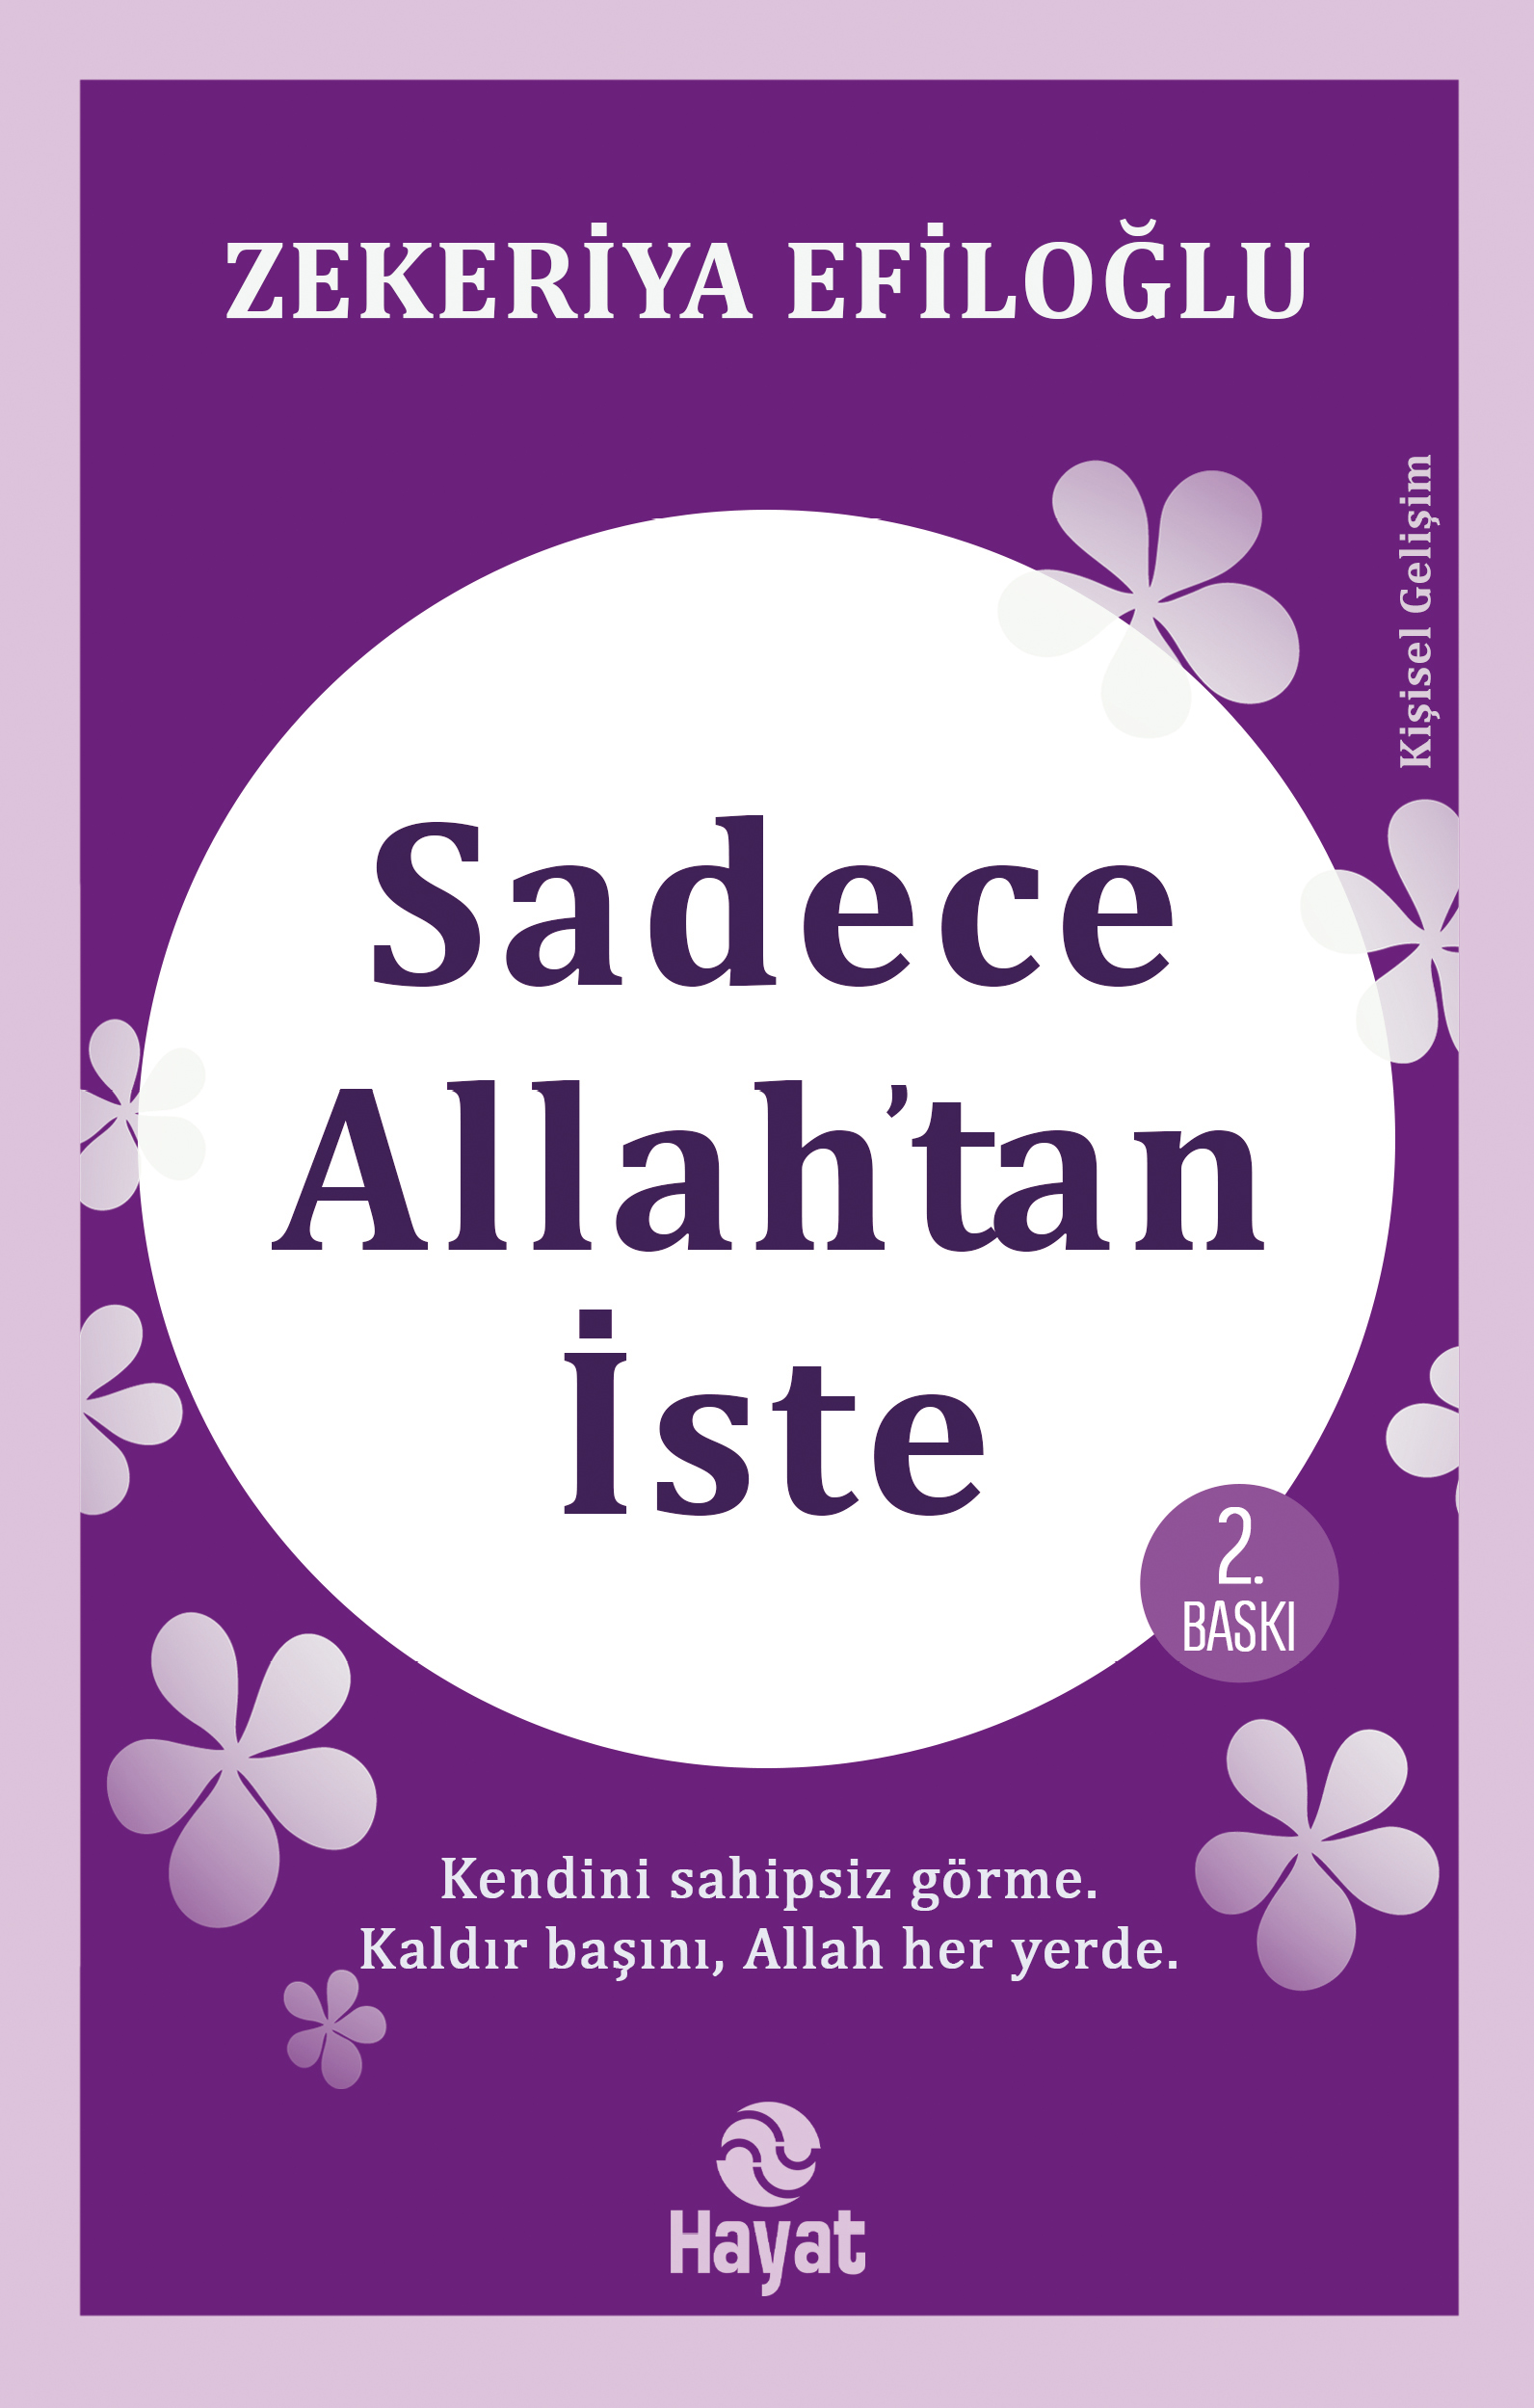 ZEKERİYA EFİLOĞLU
Kişisel Gelişim
Sadece
Allah'tan
İste
2.
BASKI
Kendini sahipsiz görme.
Kaldır başını, Allah her yerde.
Hayat